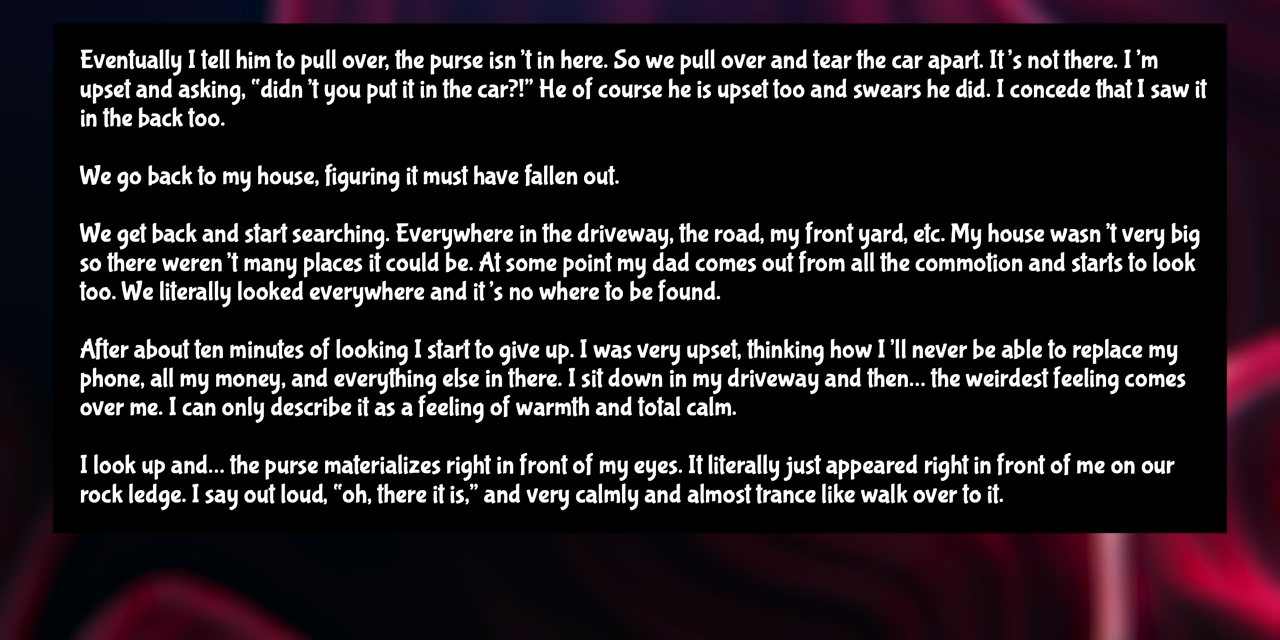 Eventually I tell him to pull over, the purse isn't in here. So we pull over and tear the car apart. It's not there. I'm
upset and asking, “didn't you put it in the car?!” He of course he is upset too and swears he did. I concede that I saw it
in the back too.
We go back to my house, figuring it must have fallen out.
We get back and start searching. Everywhere in the driveway, the road, my front yard, etc. My house wasn't very big
so there weren't many places it could be. At some point my dad comes out from all the commotion and starts to look
too. We literally looked everywhere and it's no where to be found.
After about ten minutes of looking I start to give up. I was very upset, thinking how I'll never be able to replace my
phone, all my money, and everything else in there. I sit down in my driveway and then... the weirdest feeling comes
over me. I can only describe it as a feeling of warmth and total calm.
I look up and... the purse materializes right in front of my eyes. It literally just appeared right in front of me on our
rock ledge. I say out loud, “oh, there it is,” and very calmly and almost trance like walk over to it.